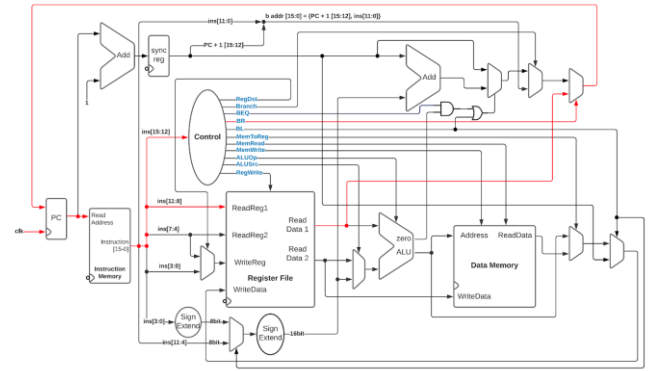 ins[11:0]
b addr [15:0] = {PC + 1 [15:12], ins[11:0]}
Add
sync
reg
PC + 1 [15:12]
1
Add
RegDst
Branch
BEQ
BR
BL
MemToReg
MemRead
MemWrite
ALUOp
ALUSrc
RegWrite
Control
ins[15:12]
PC
clk
Read
Address
Instruction
[15-0]
Instruction
Memory
ins[11:8]
ins[7:4]
ins[3:0]
ReadReg1
ReadReg2
WriteReg
WriteData
Read
Data 1
Read
Data 2
Register File
zero
ALU
Address
ReadData
Data Memory
WriteData
ins[3:0]
Sign
Extend
8bit
ins[11:4]
8bit
Sign
Extend
16bit